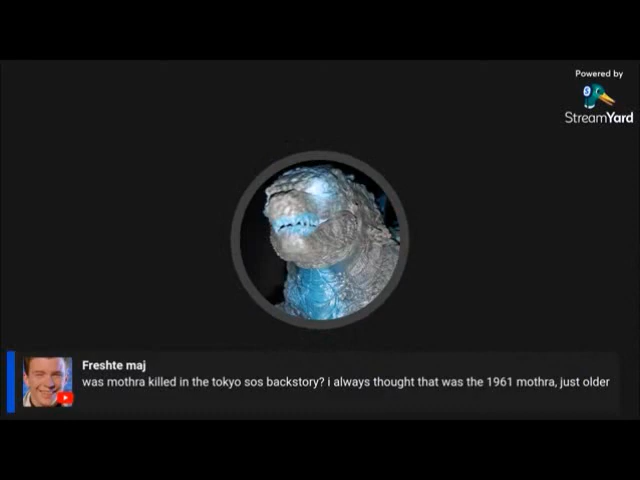 Powered by
StreamYard
Freshte maj
was mothra killed in the tokyo sos backstory? i always thought that was the 1961 mothra, just older